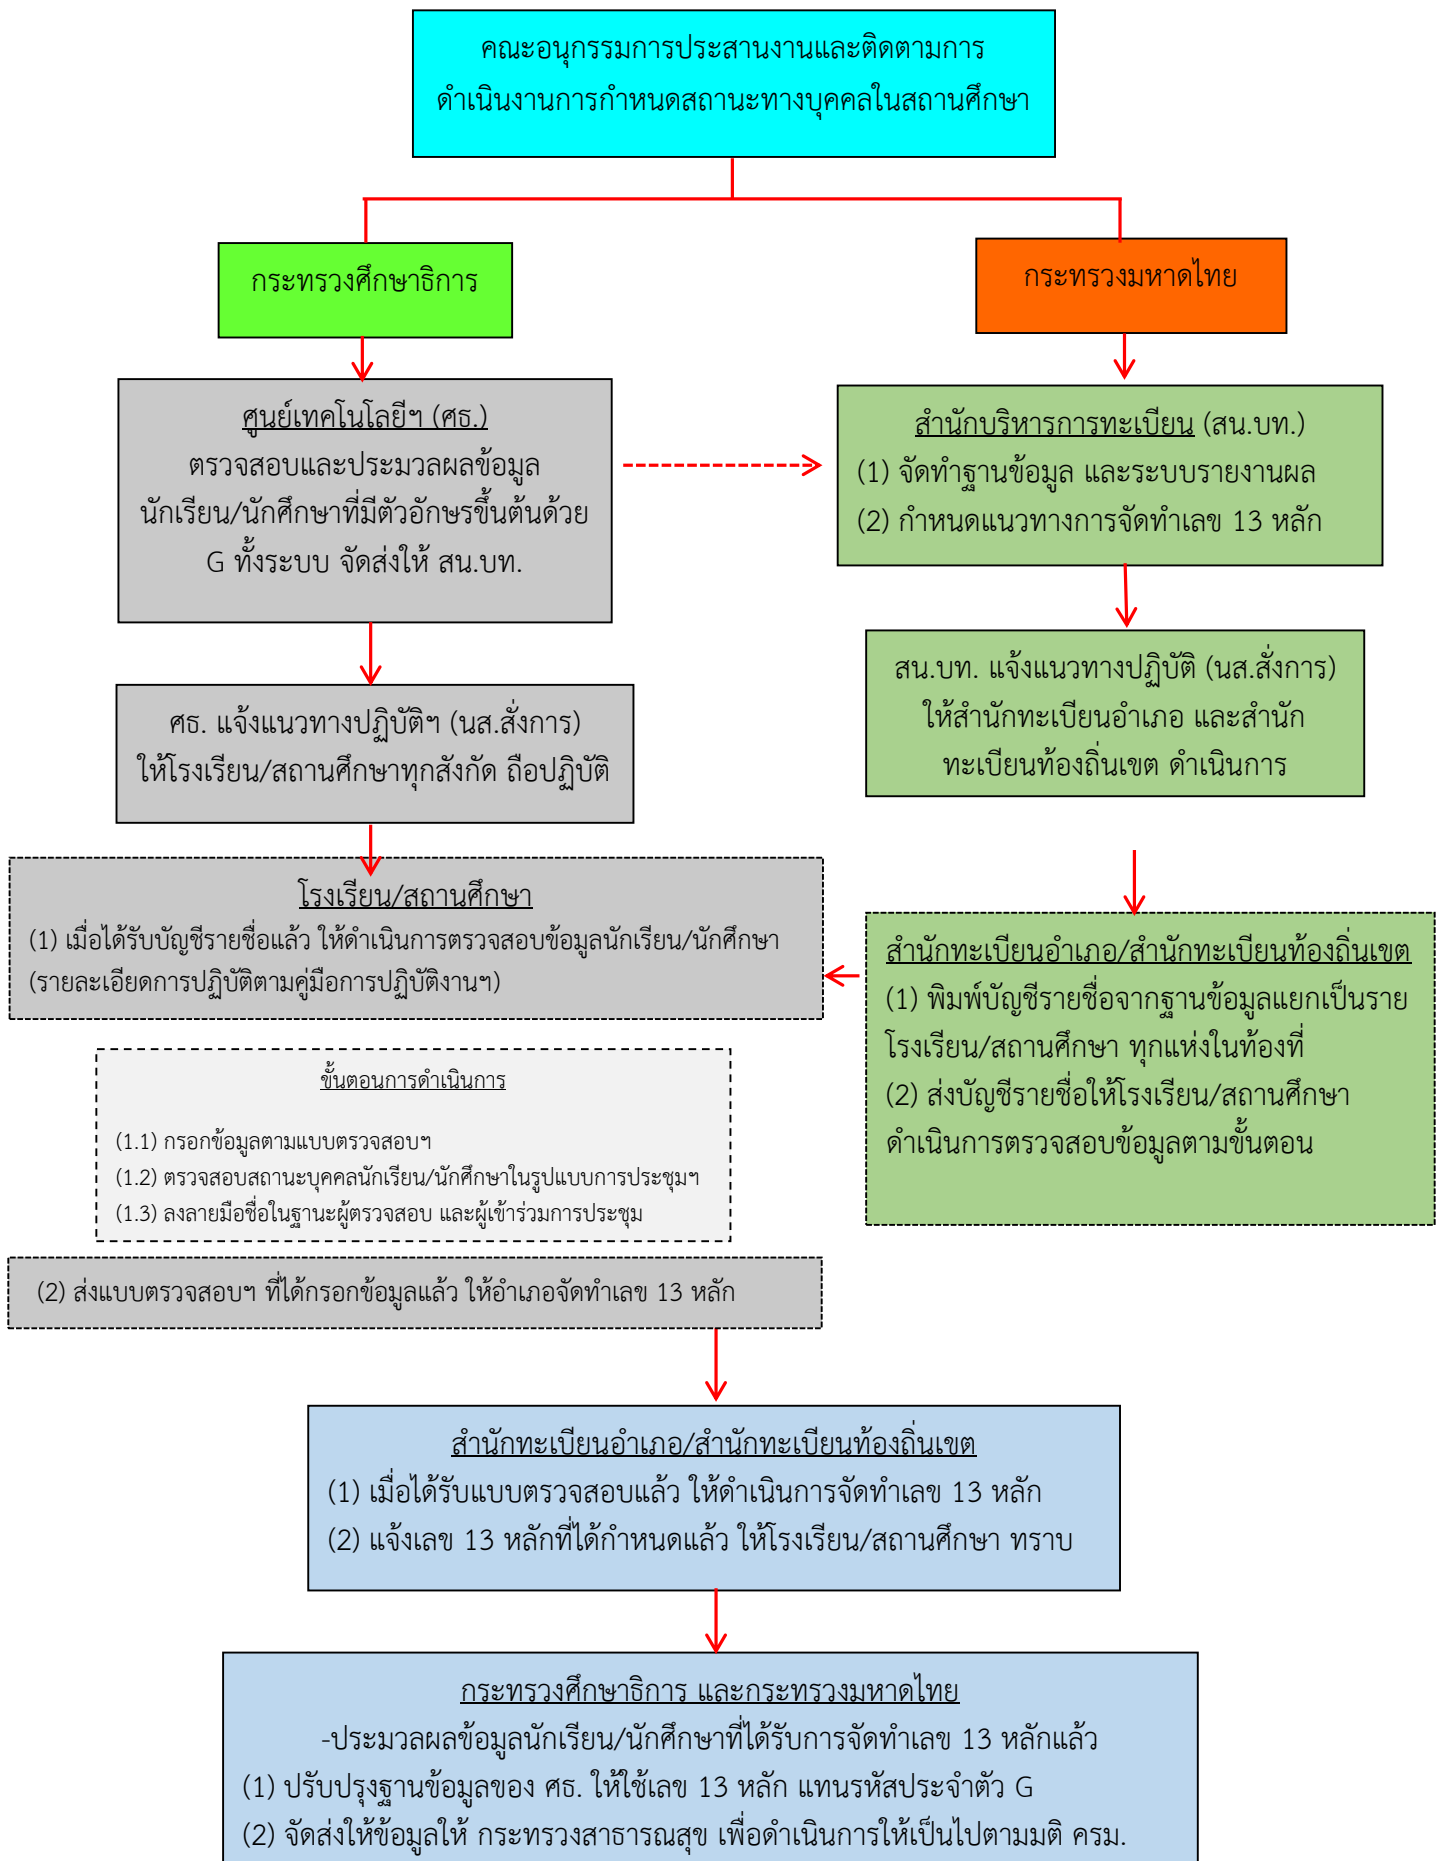 คณะอนุกรรมการประสานงานและติดตามการ
ดำเนินงานการกำหนดสถานะทางบุคคลในสถานศึกษา
กระทรวงศึกษาธิการ
กระทรวงมหาดไทย
ศูนย์เทคโนโลยีฯ (ศธ.)
ตรวจสอบและประมวลผลข้อมูล
นักเรียน/นักศึกษาที่มีตัวอักษรขึ้นต้นด้วย
G ทั้งระบบ จัดส่งให้ สน.บท.
สำนักบริหารการทะเบียน (สน.บท.)
(1) จัดทำฐานข้อมูล และระบบรายงานผล
(2) กำหนดแนวทางการจัดทำเลข 13 หลัก
ศธ. แจ้งแนวทางปฏิบัติฯ (นส.สั่งการ)
ให้โรงเรียน/สถานศึกษาทุกสังกัด ถือปฏิบัติ
สน.บท. แจ้งแนวทางปฏิบัติ (นส.สั่งการ)
ให้สำนักทะเบียนอำเภอ และสำนัก
ทะเบียนท้องถิ่นเขต ดำเนินการ
โรงเรียน/สถานศึกษา
(1) เมื่อได้รับบัญชีรายชื่อแล้ว ให้ดำเนินการตรวจสอบข้อมูลนักเรียน/นักศึกษา
(รายละเอียดการปฏิบัติตามคู่มือการปฏิบัติงานฯ)
สำนักทะเบียนอำเภอ/สำนักทะเบียนท้องถิ่นเขต
(1) พิมพ์บัญชีรายชื่อจากฐานข้อมูลแยกเป็นราย
โรงเรียน/สถานศึกษา ทุกแห่งในท้องที่
(2) ส่งบัญชีรายชื่อให้โรงเรียน/สถานศึกษา
ดำเนินการตรวจสอบข้อมูลตามขั้นตอน
ขั้นตอนการดำเนินการ
(1.1) กรอกข้อมูลตามแบบตรวจสอบฯ
(1.2) ตรวจสอบสถานะบุคคลนักเรียน/นักศึกษาในรูปแบบการประชุมฯ
(1.3) ลงลายมือชื่อในฐานะผู้ตรวจสอบ และผู้เข้าร่วมการประชุม
(2) ส่งแบบตรวจสอบฯ ที่ได้กรอกข้อมูลแล้ว ให้อำเภอจัดทำเลข 13 หลัก
สำนักทะเบียนอำเภอ/สำนักทะเบียนท้องถิ่นเขต
(1) เมื่อได้รับแบบตรวจสอบแล้ว ให้ดำเนินการจัดทำเลข 13 หลัก
(2) แจ้งเลข 13 หลักที่ได้กำหนดแล้ว ให้โรงเรียน/สถานศึกษา ทราบ
กระทรวงศึกษาธิการ และกระทรวงมหาดไทย
-ประมวลผลข้อมูลนักเรียน/นักศึกษาที่ได้รับการจัดทำเลข 13 หลักแล้ว
(1) ปรับปรุงฐานข้อมูลของ ศธ. ให้ใช้เลข 13 หลัก แทนรหัสประจำตัว G
(2) จัดส่งให้ข้อมูลให้ กระทรวงสาธารณสุข เพื่อดำเนินการให้เป็นไปตามมติ ครม.